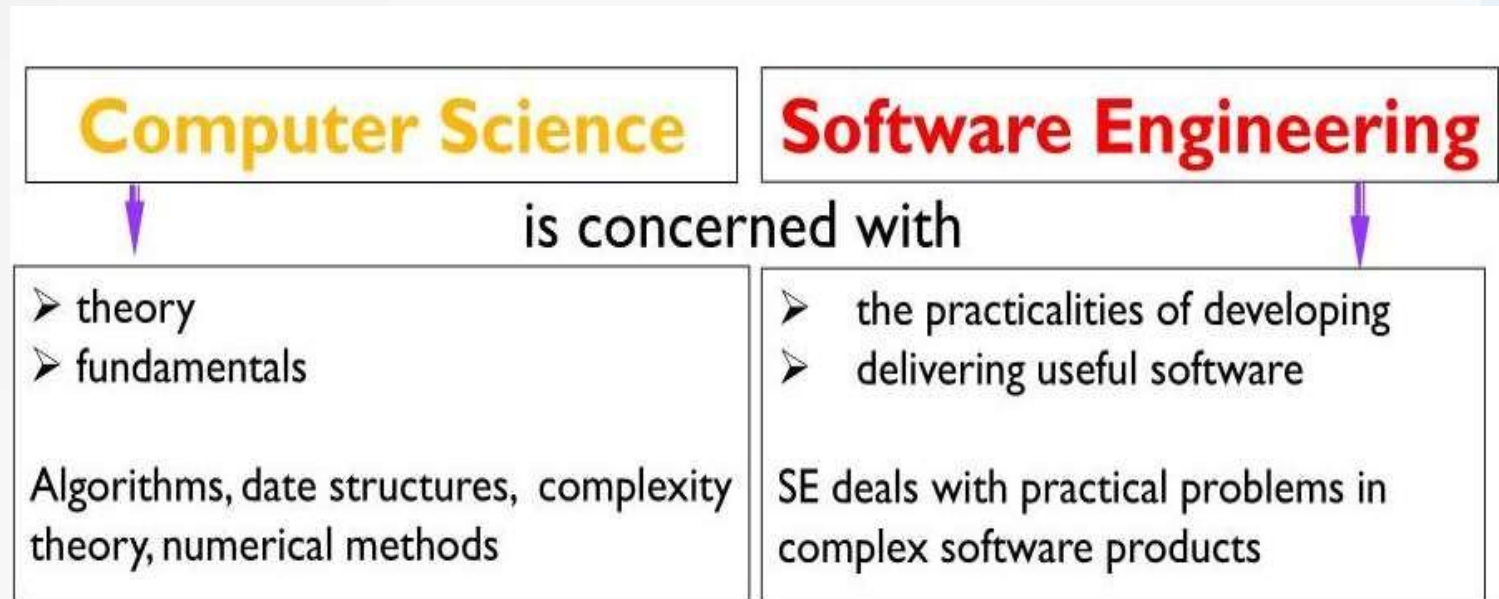 Computer Science
Software Engineering
is concerned with
➢ theory
➢ fundamentals
Algorithms, date structures, complexity
theory, numerical methods
➢ the practicalities of developing
➢ delivering useful software
SE deals with practical problems in
complex software products